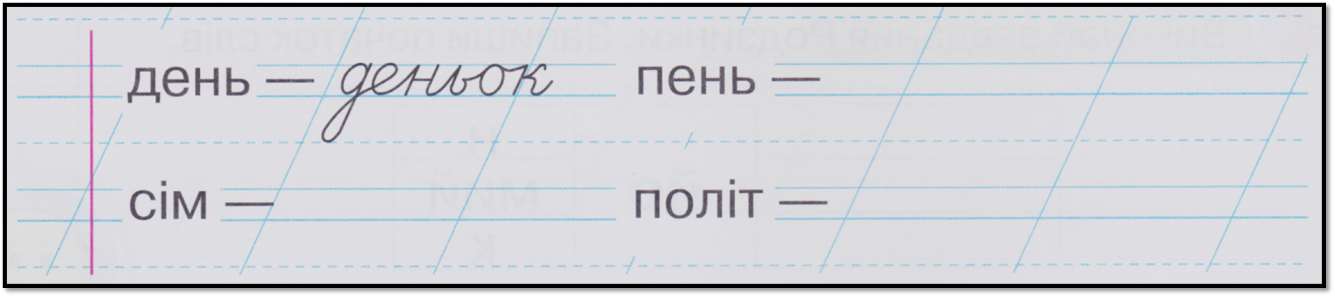 день — деньок пень —
сім — політ —